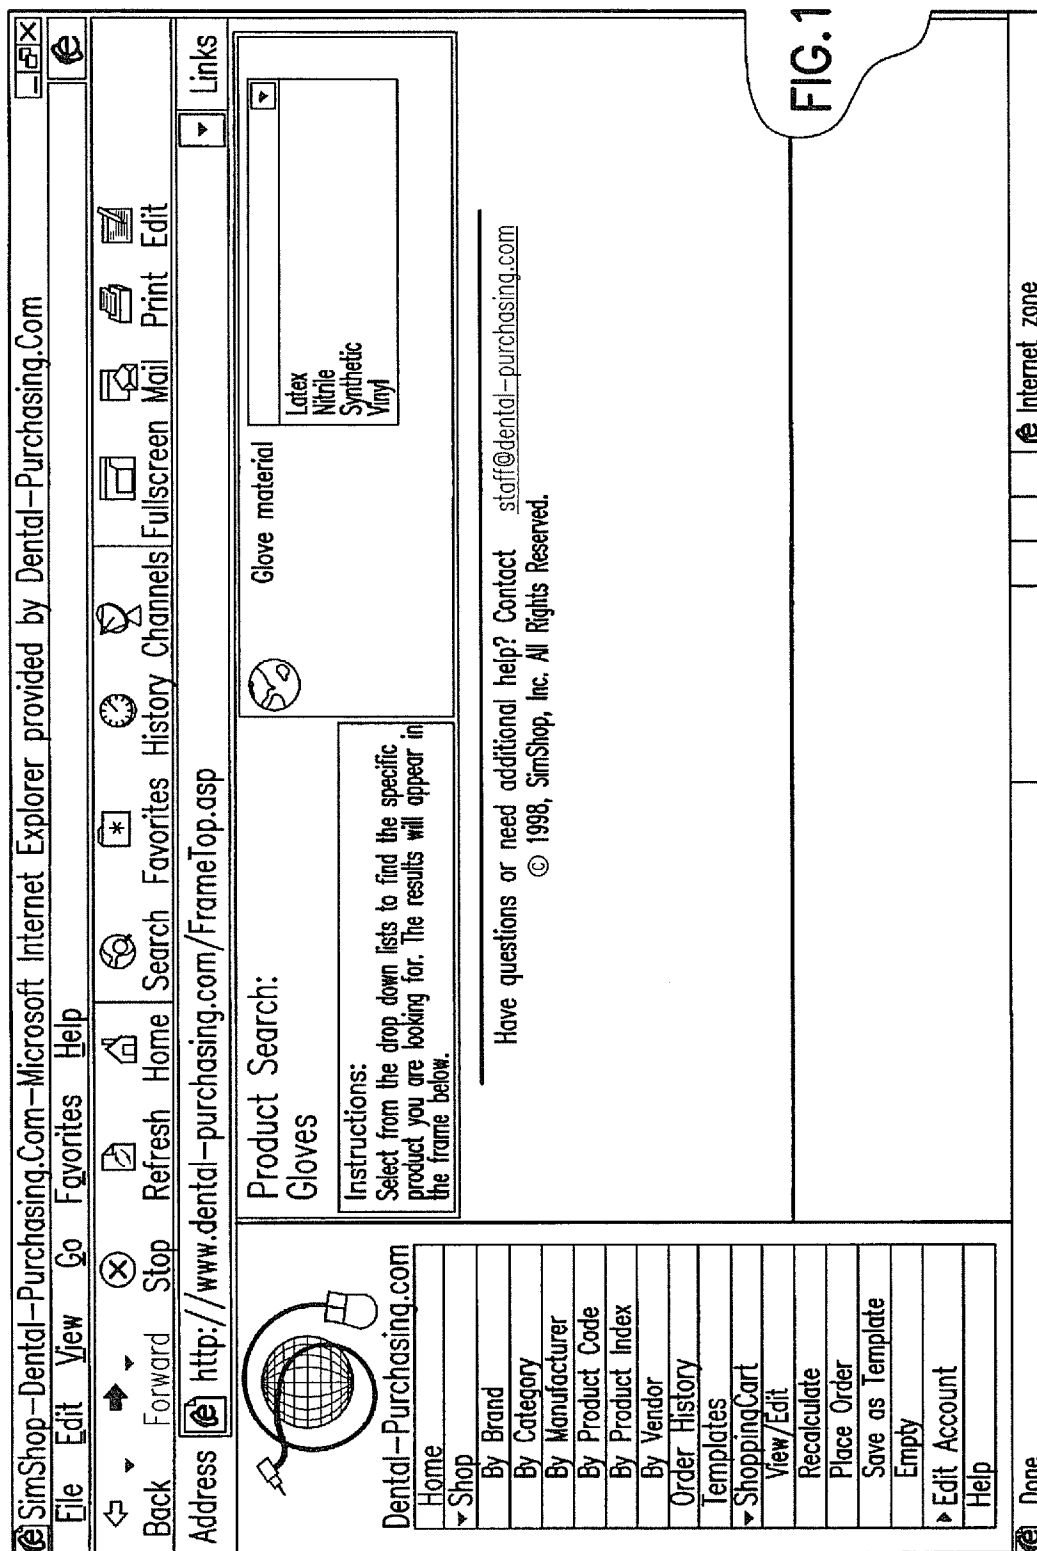 SimShop-Dental-Purchasing.Com-Microsoft Internet Explorer provided by Dental-Purchasing.Com
File Edit View Go Favorites Help
Back Forward Stop Refresh Home Search Favorites History Channels Fullscreen Mail Print Edit
Address http://www.dental-purchasing.com/FrameTop.asp Links
Dental-Purchasing.com
Home
Shop
By Brand
By Category
By Manufacturer
By Product Code
By Product Index
By Vendor
Order History
Templates
ShoppingCart
View/Edit
Recalculate
Place Order
Save as Template
Empty
Edit Account
Help
Product Search:
Gloves
Instructions:
Select from the drop down lists to find the specific
product you are looking for. The results will appear in
the frame below.
Glove material
Latex
Nitrile
Synthetic
Vinyl
Have questions or need additional help? Contact staff@dental-purchasing.com
© 1998, SimShop, Inc. All Rights Reserved.
FIG.1
Done Internet zone